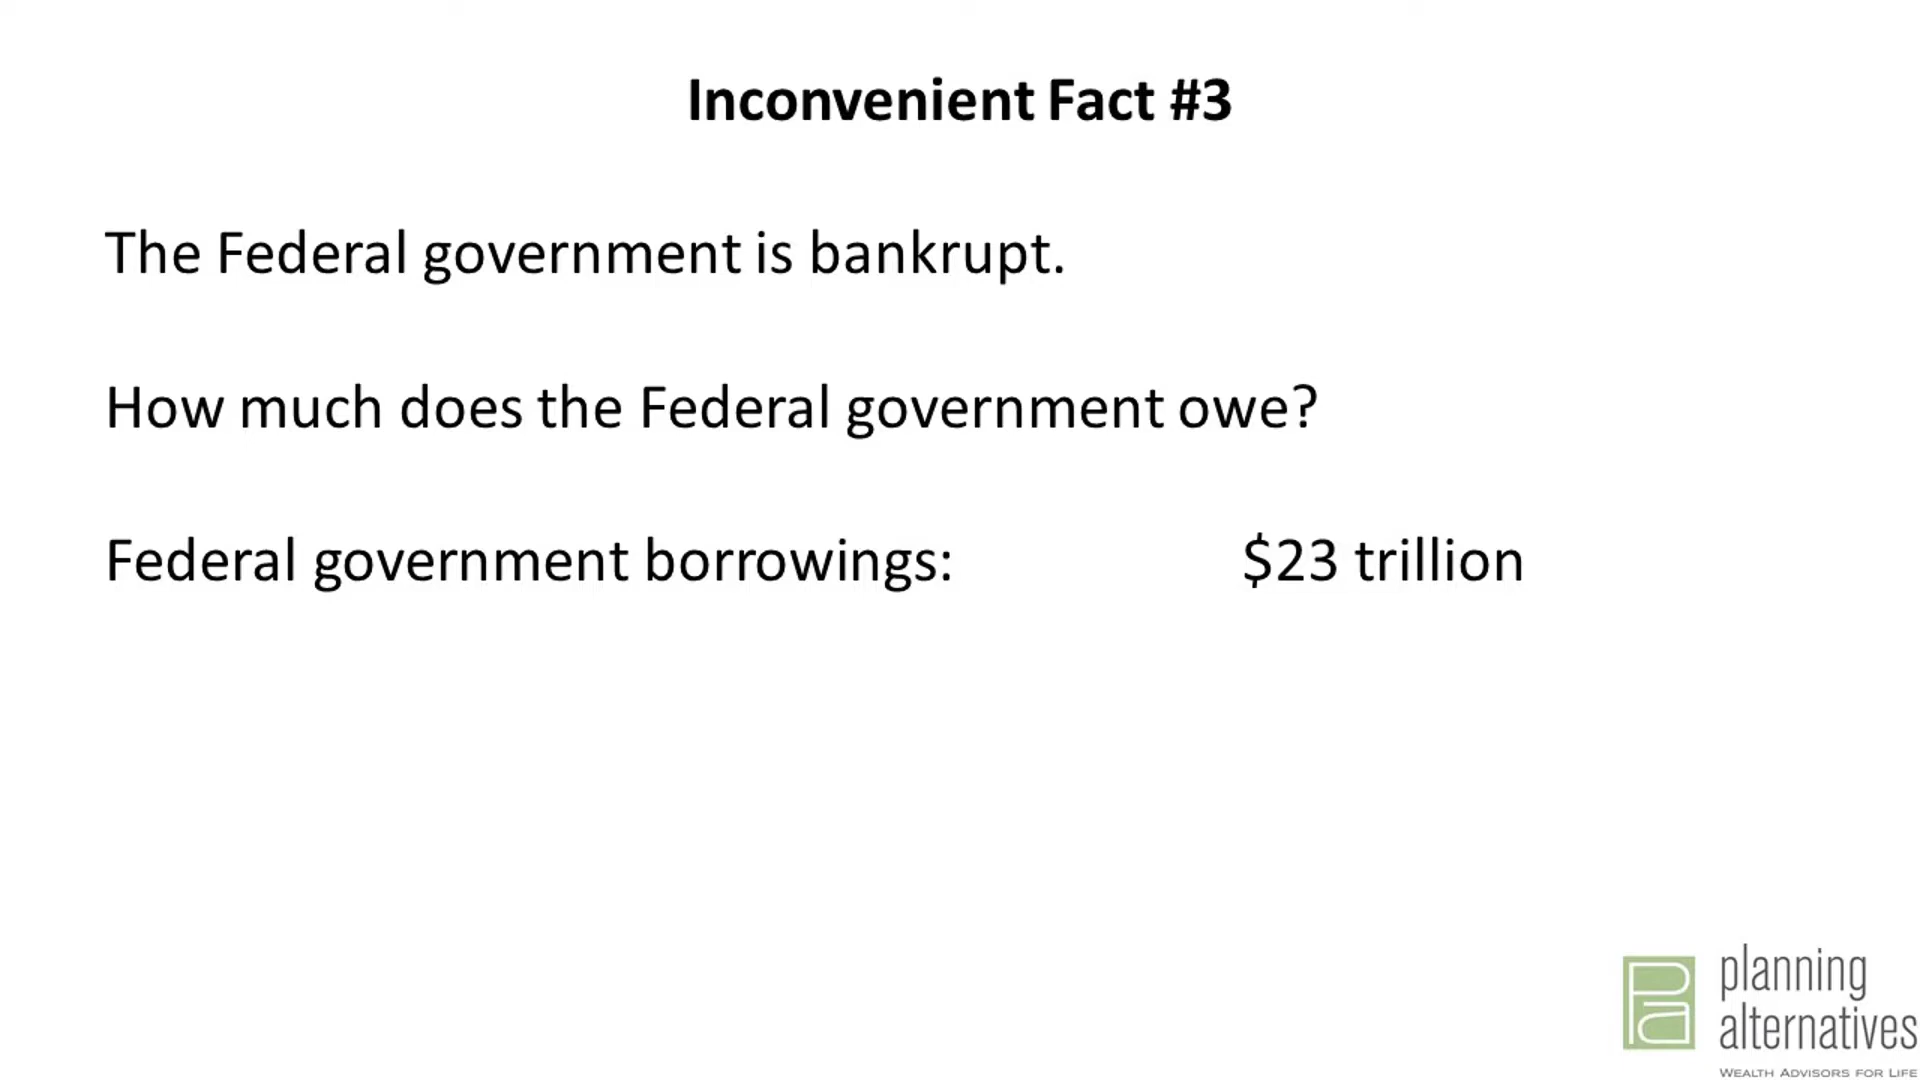 Inconvenient Fact #3
The Federal government is bankrupt.
How much does the Federal government owe?
Federal government borrowings: $23 trillion
Pa
planning
alternatives
WEALTH ADVISORS FOR LIFE